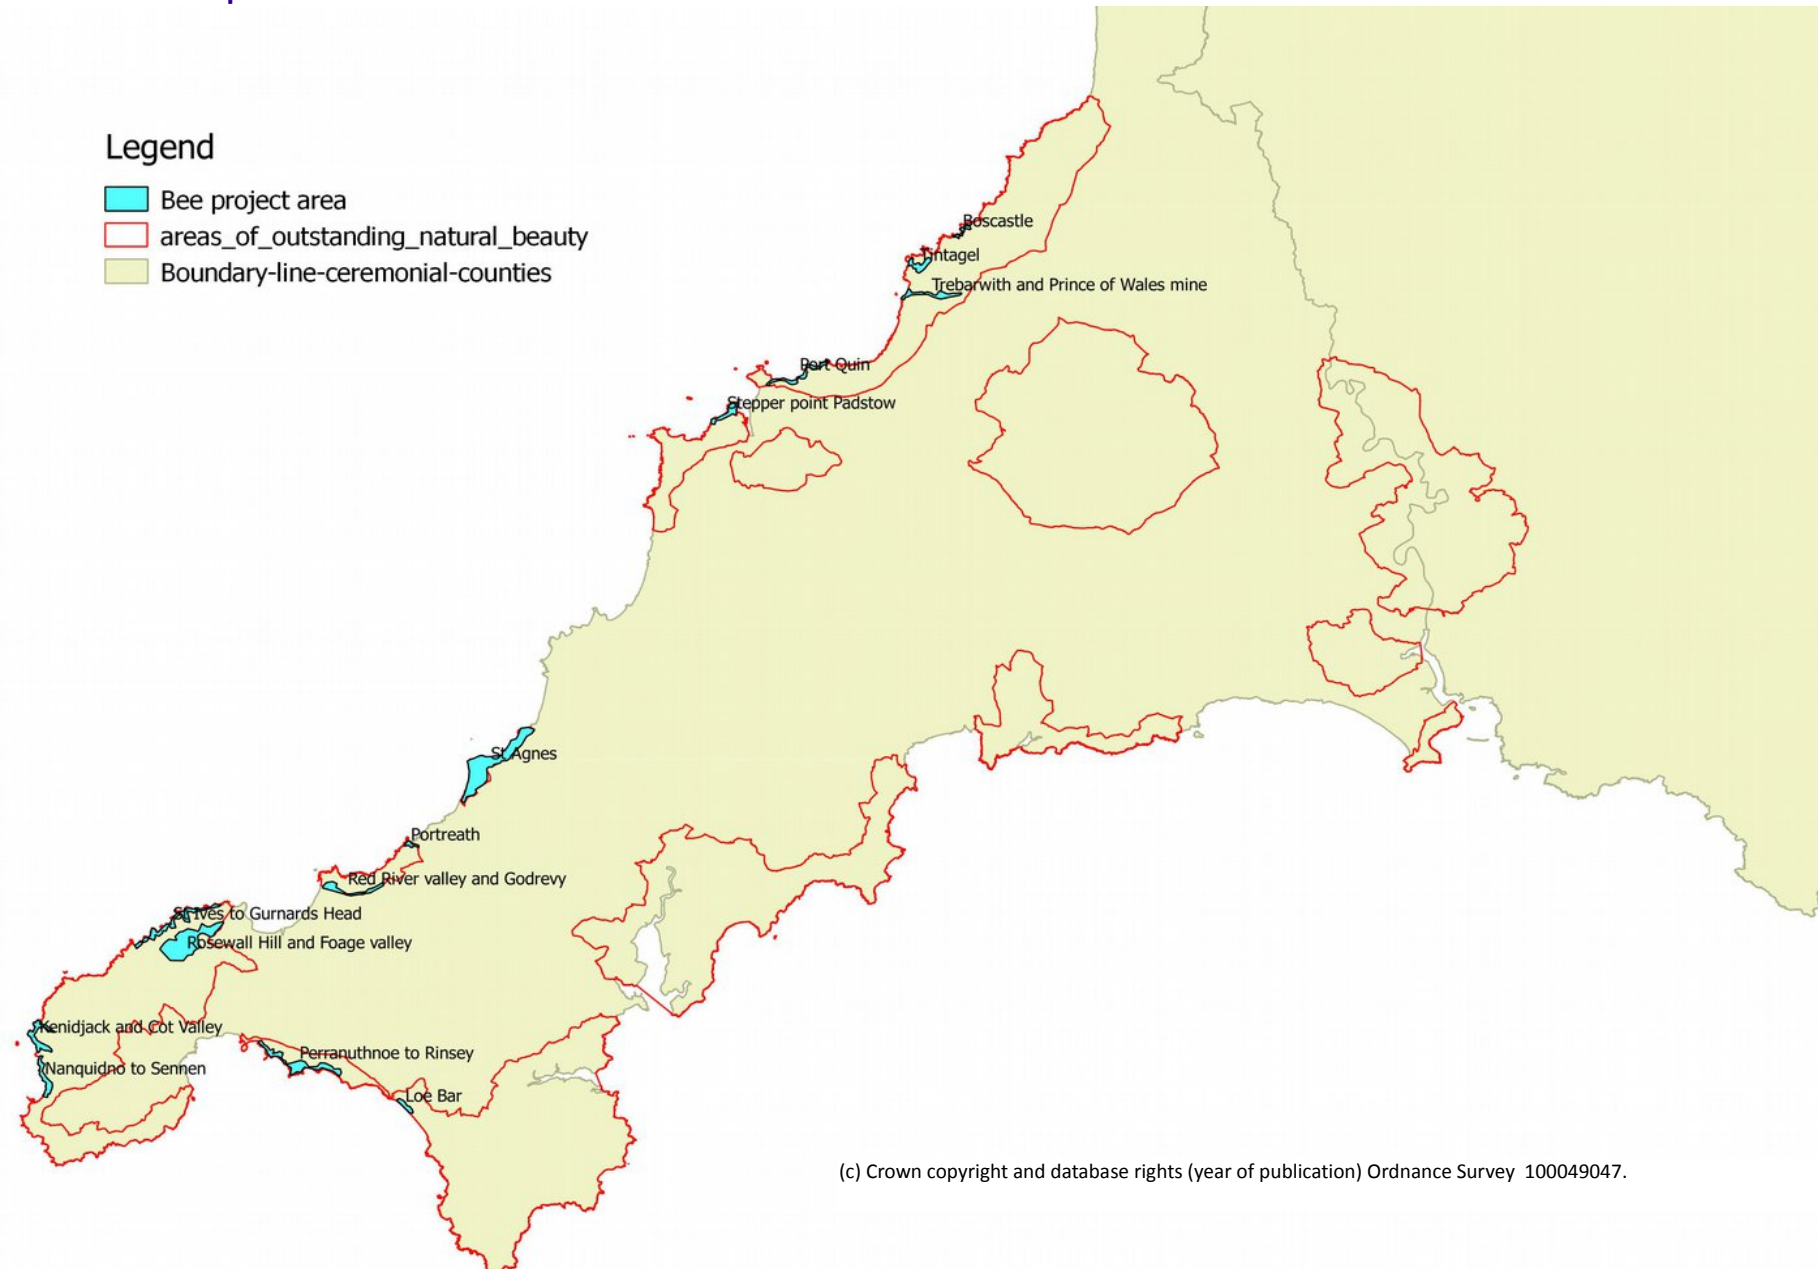 Legend
Bee project area
areas_of_outstanding_natural_beauty
Boundary-line-ceremonial-counties
Boscastle
Tintagel
Trebarwith and Prince of Wales mine
Port Quin
Stepper point Padstow
St Agnes
Portreath
Red River valley and Godrevy
St Ives to Gurnards Head
Rosewall Hill and Foage valley
Kenidjack and Cot Valley
Perranuthnoe to Rinsey
Nanquidno to Sennen
Loe Bar
(c) Crown copyright and database rights (year of publication) Ordnance Survey 100049047.